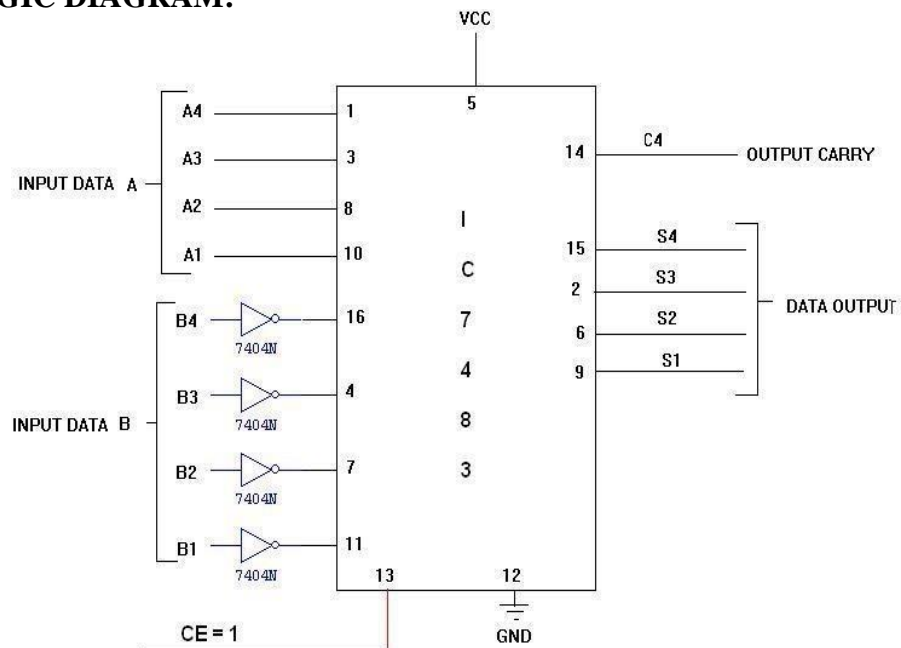 GIC DIAGRAM:
VCC
5
A4
1
A3
3
INPUT DATA A
A2
8
A1
10
14
C4
OUTPUT CARRY
15
S4
2
S3
6
S2
9
S1
DATA OUTPUT
I
C
7
4
8
3
B4
7404N
16
B3
7404N
4
INPUT DATA B
B2
7404N
7
B1
7404N
11
13
12
CE = 1
GND